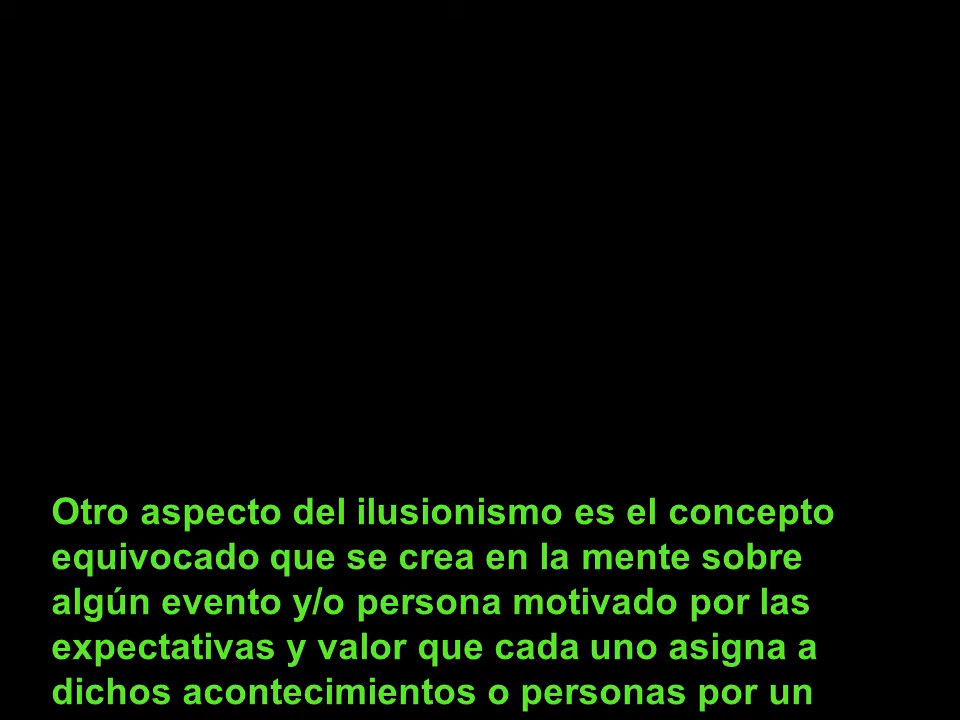 Otro aspecto del ilusionismo es el concepto
equivocado que se crea en la mente sobre
algún evento y/o persona motivado por las
expectativas y valor que cada uno asigna a
dichos acontecimientos o personas por un